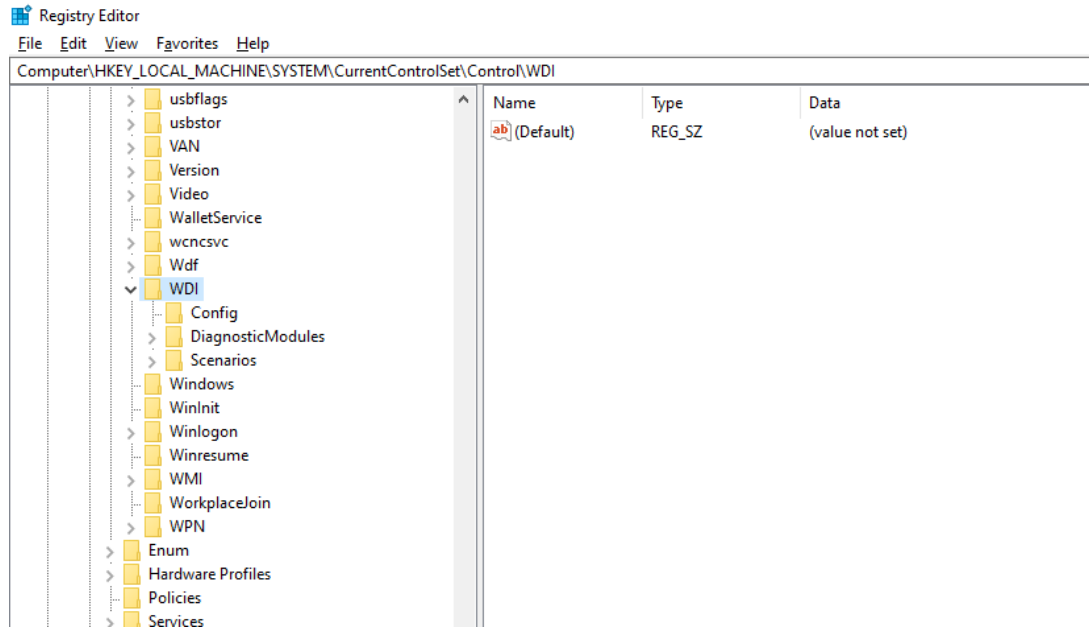 Registry Editor
File Edit View Favorites Help
Computer\HKEY_LOCAL_MACHINE\SYSTEM\CurrentControlSet\Control\WDI
usbflags
usbstor
VAN
Version
Video
WalletService
wcncsvc
Wdf
WDI
Config
DiagnosticModules
Scenarios
Windows
WinInit
Winlogon
Winresume
WMI
WorkplaceJoin
WPN
Enum
Hardware Profiles
Policies
Services
Name Type Data
ab (Default) REG_SZ (value not set)